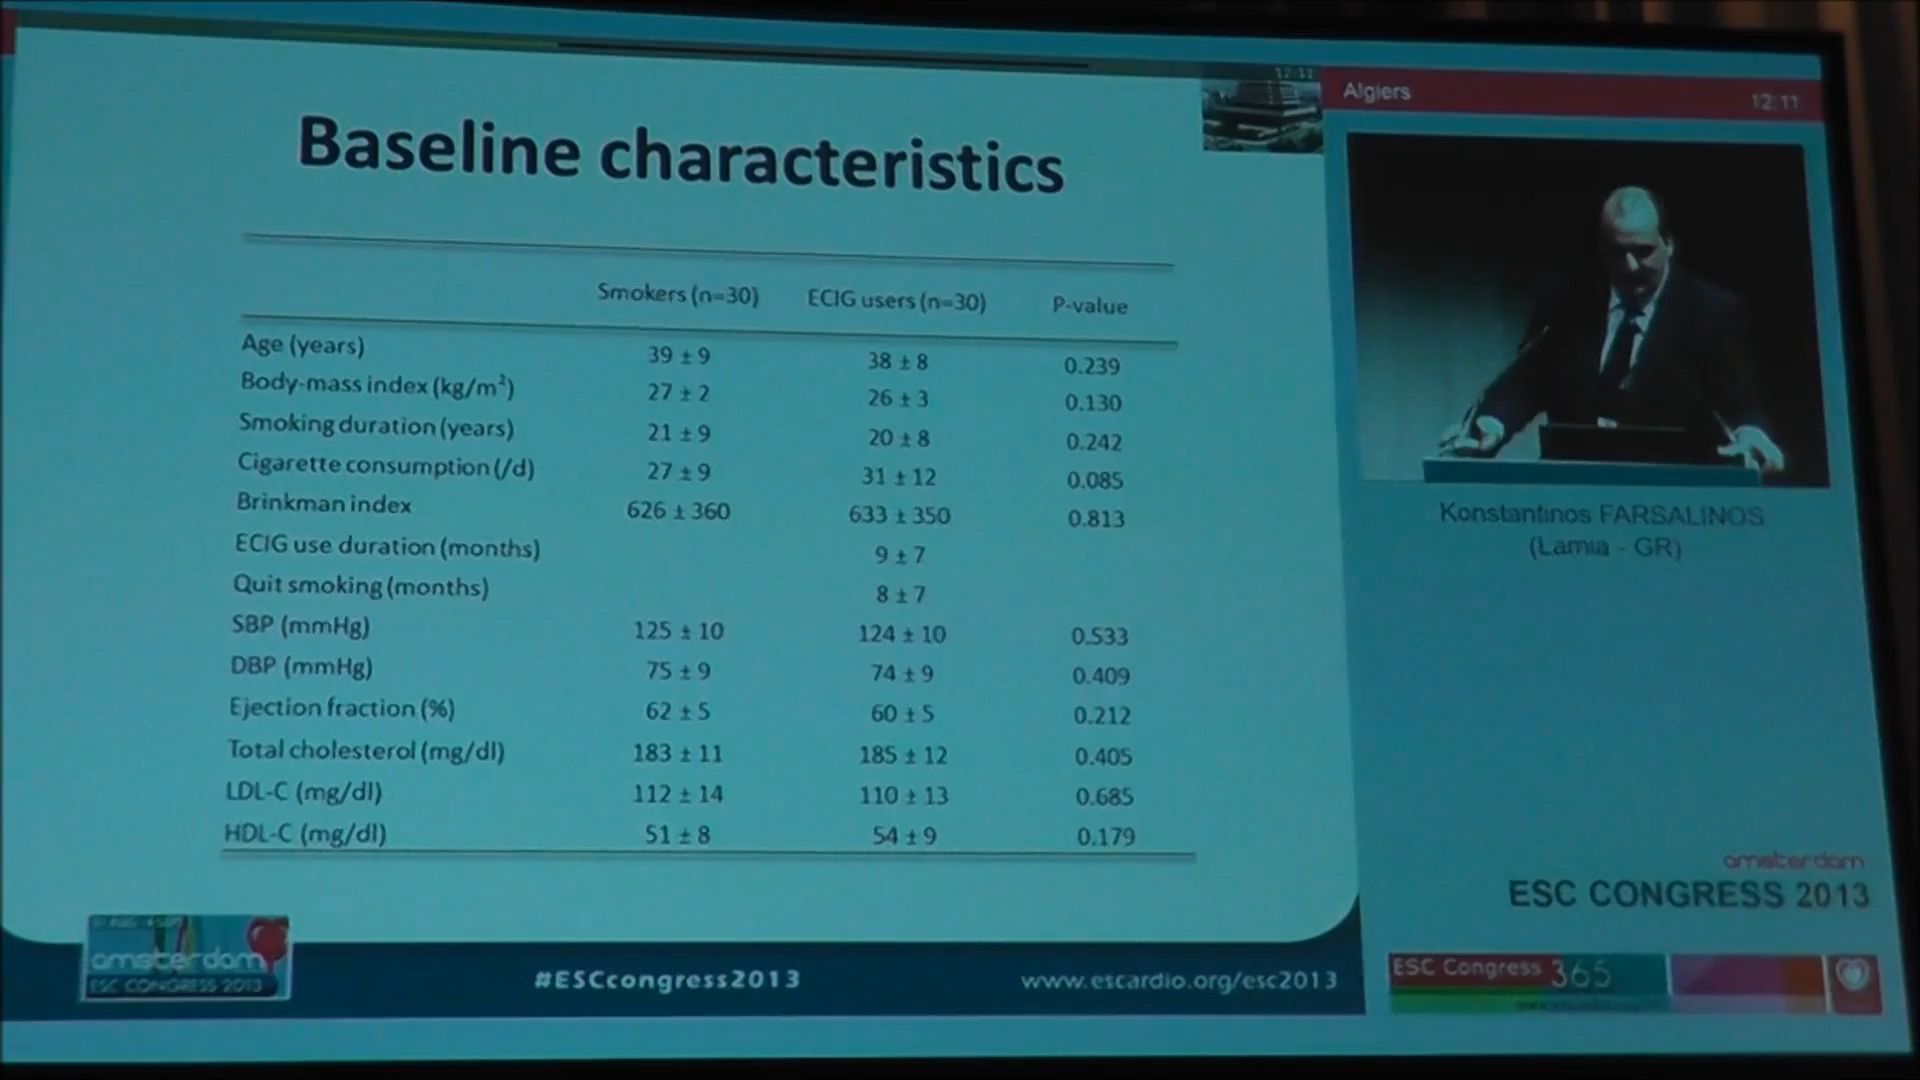 Baseline characteristics
Smokers (n=30) ECIG users (n=30) P-value
Age (years) 39 ± 9 38 ± 8 0.239
Body-mass index (kg/m²) 27 ± 2 26 ± 3 0.130
Smoking duration (years) 21 ± 9 20 ± 8 0.242
Cigarette consumption (/d) 27 ± 9 31 ± 12 0.085
Brinkman index 626 ± 360 633 ± 350 0.813
ECIG use duration (months) 9 ± 7
Quit smoking (months) 8 ± 7
SBP (mmHg) 125 ± 10 124 ± 10 0.533
DBP (mmHg) 75 ± 9 74 ± 9 0.409
Ejection fraction (%) 62 ± 5 60 ± 5 0.212
Total cholesterol (mg/dl) 183 ± 11 185 ± 12 0.405
LDL-C (mg/dl) 112 ± 14 110 ± 13 0.685
HDL-C (mg/dl) 51 ± 8 54 ± 9 0.179
amsterdam
ESC CONGRESS 2013
#ESCcongress2013
www.escardio.org/esc2013
12:11
Algiers 12:11
Konstantinos FARSALINOS
(Lamia - GR)
amsterdam
ESC CONGRESS 2013
ESC Congress 365